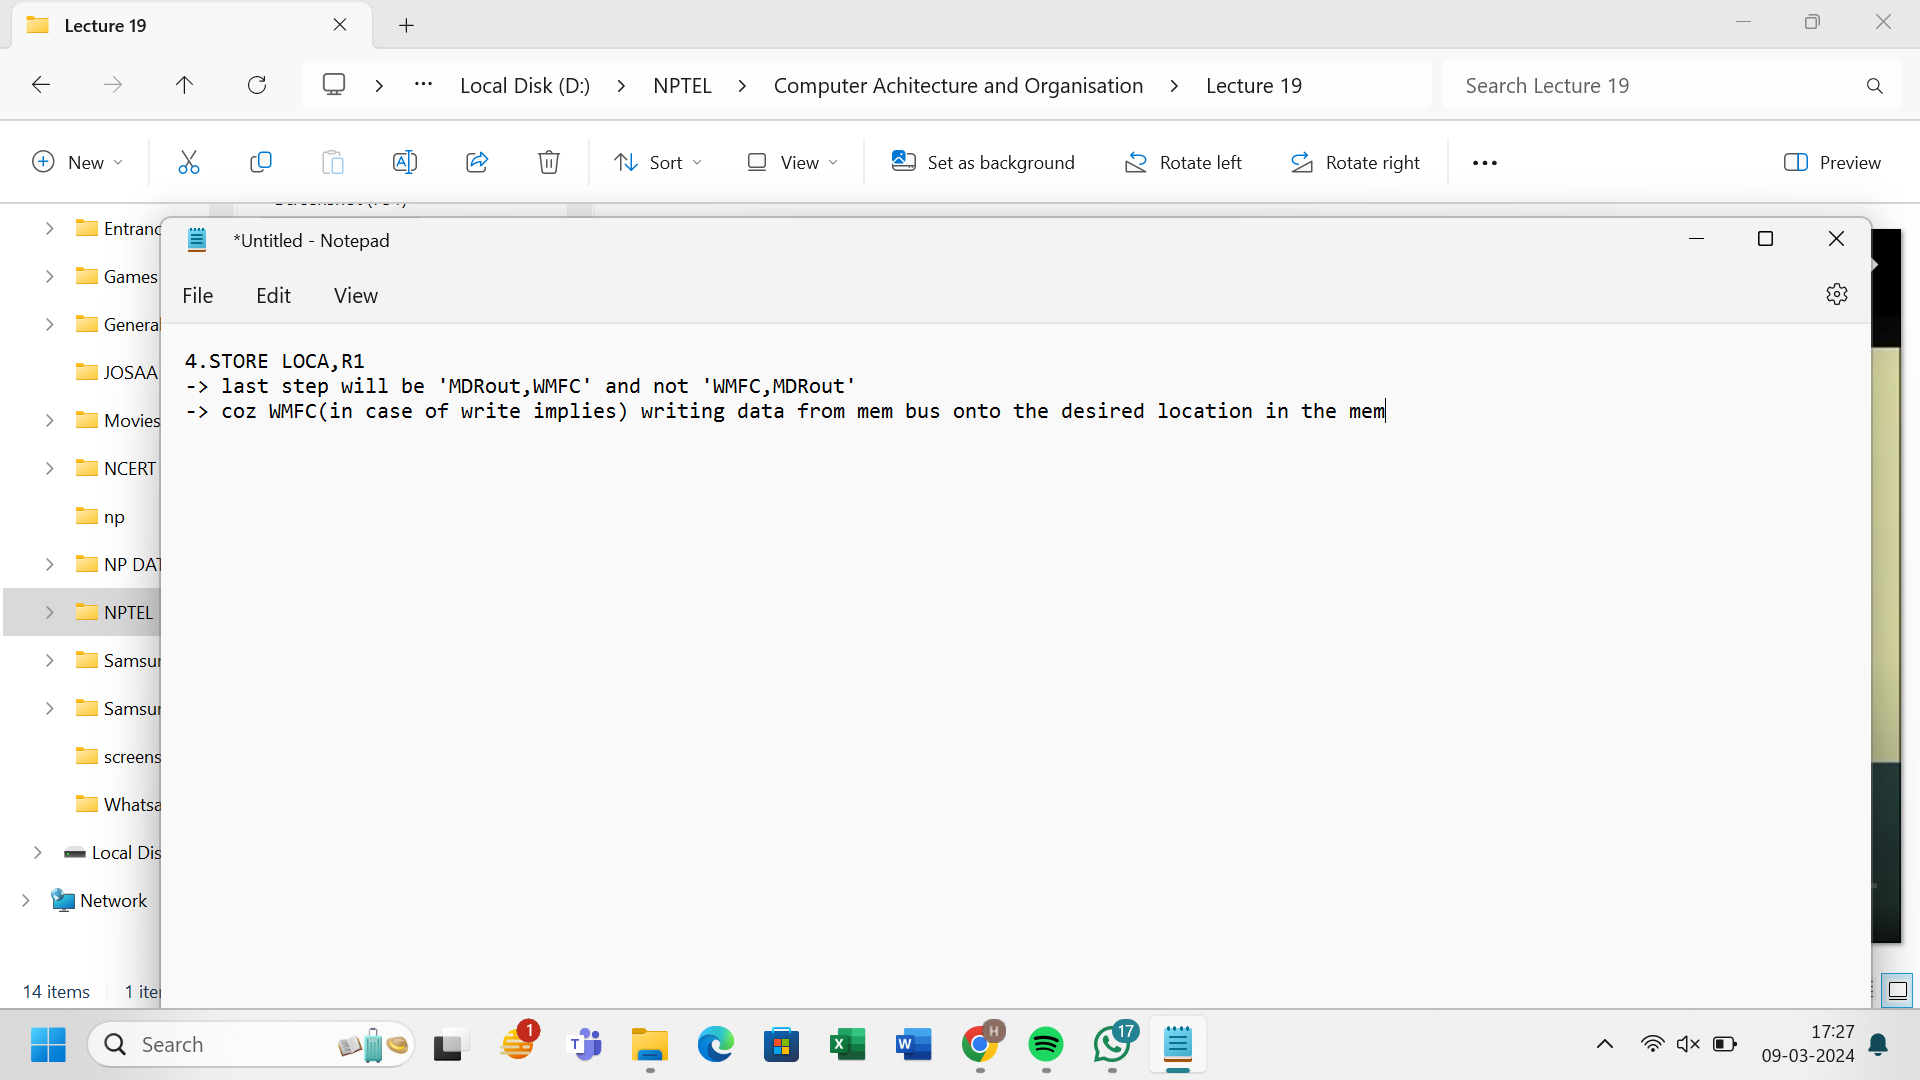 Lecture 19
Local Disk (D:) NPTEL Computer Achitecture and Organisation Lecture 19
Search Lecture 19
New
Sort
View
Set as background
Rotate left
Rotate right
Preview
Entranc
Games
General
JOSAA
Movies
NCERT
np
NP DAT
NPTEL
Samsun
Samsun
screens
Whatsa
Local Dis
Network
14 items
1 iter
*Untitled - Notepad
File Edit View
4.STORE LOCA,R1
-> last step will be 'MDRout,WMFC' and not 'WMFC,MDRout'
-> coz WMFC(in case of write implies) writing data from mem bus onto the desired location in the mem
Search
1
T
X
W
H
17
17:27
09-03-2024